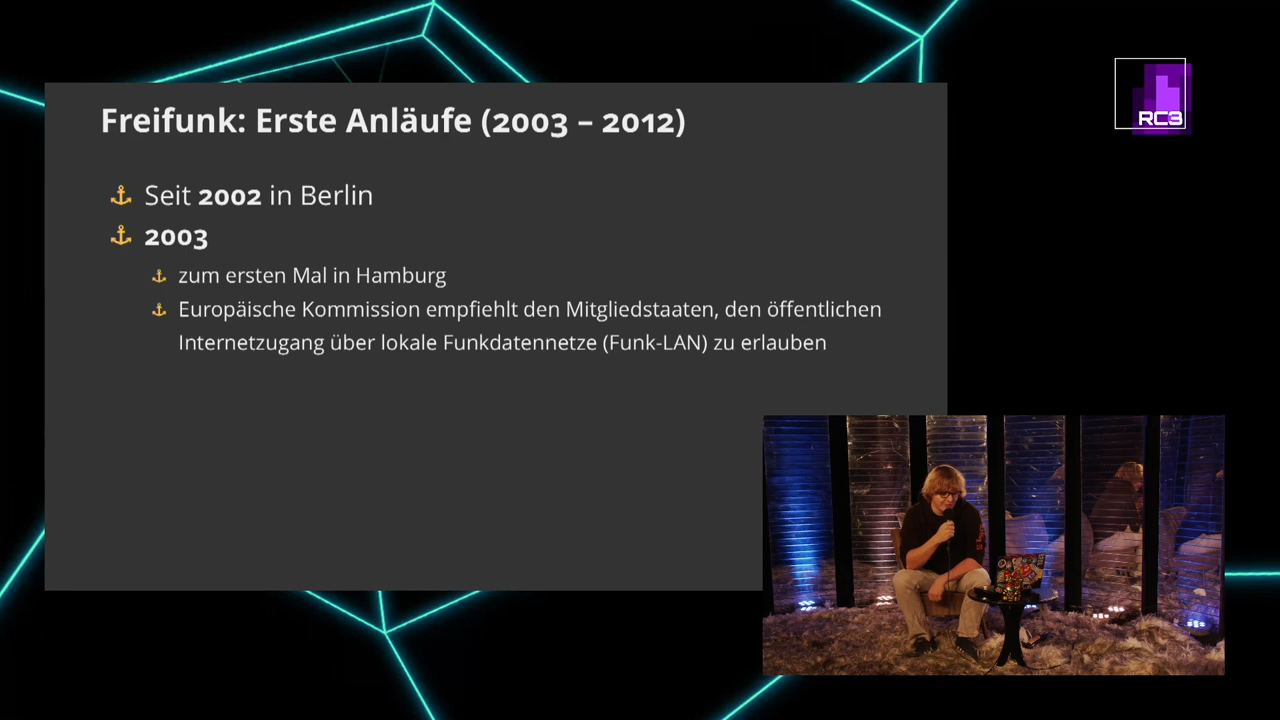 Freifunk: Erste Anläufe (2003 – 2012)
RC3
Seit 2002 in Berlin
2003
zum ersten Mal in Hamburg
Europäische Kommission empfiehlt den Mitgliedstaaten, den öffentlichen
Internetzugang über lokale Funkdatennetze (Funk-LAN) zu erlauben